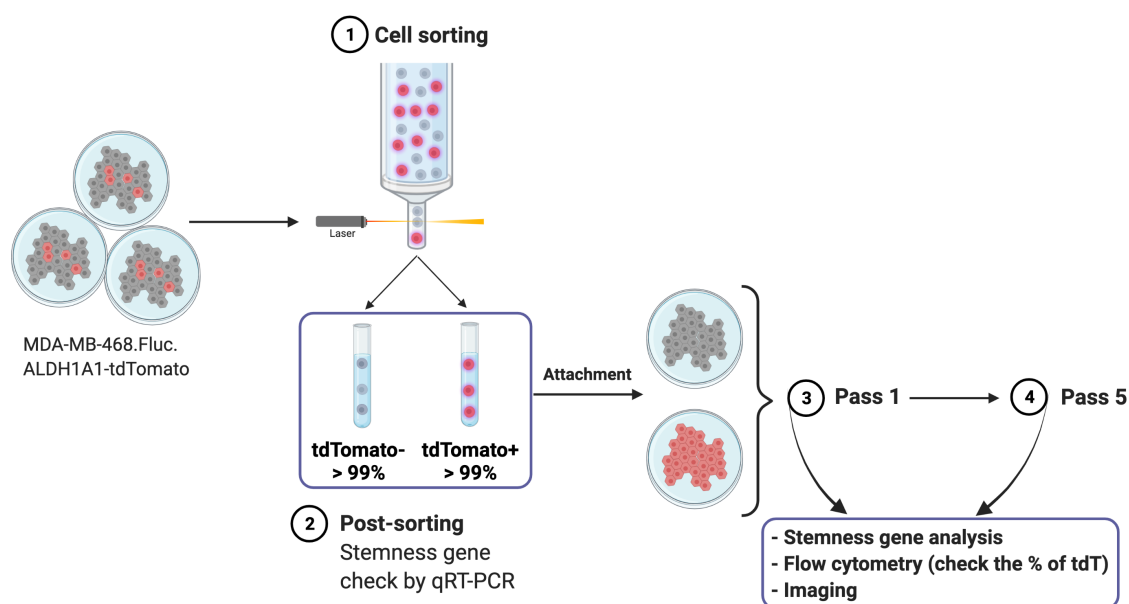 1 Cell sorting
Laser
MDA-MB-468.Fluc.
ALDH1A1-tdTomato
tdTomato-
> 99%
tdTomato+
> 99%
2 Post-sorting
Stemness gene
check by qRT-PCR
Attachment
3 Pass 1
4 Pass 5
- Stemness gene analysis
- Flow cytometry (check the % of tdT)
- Imaging